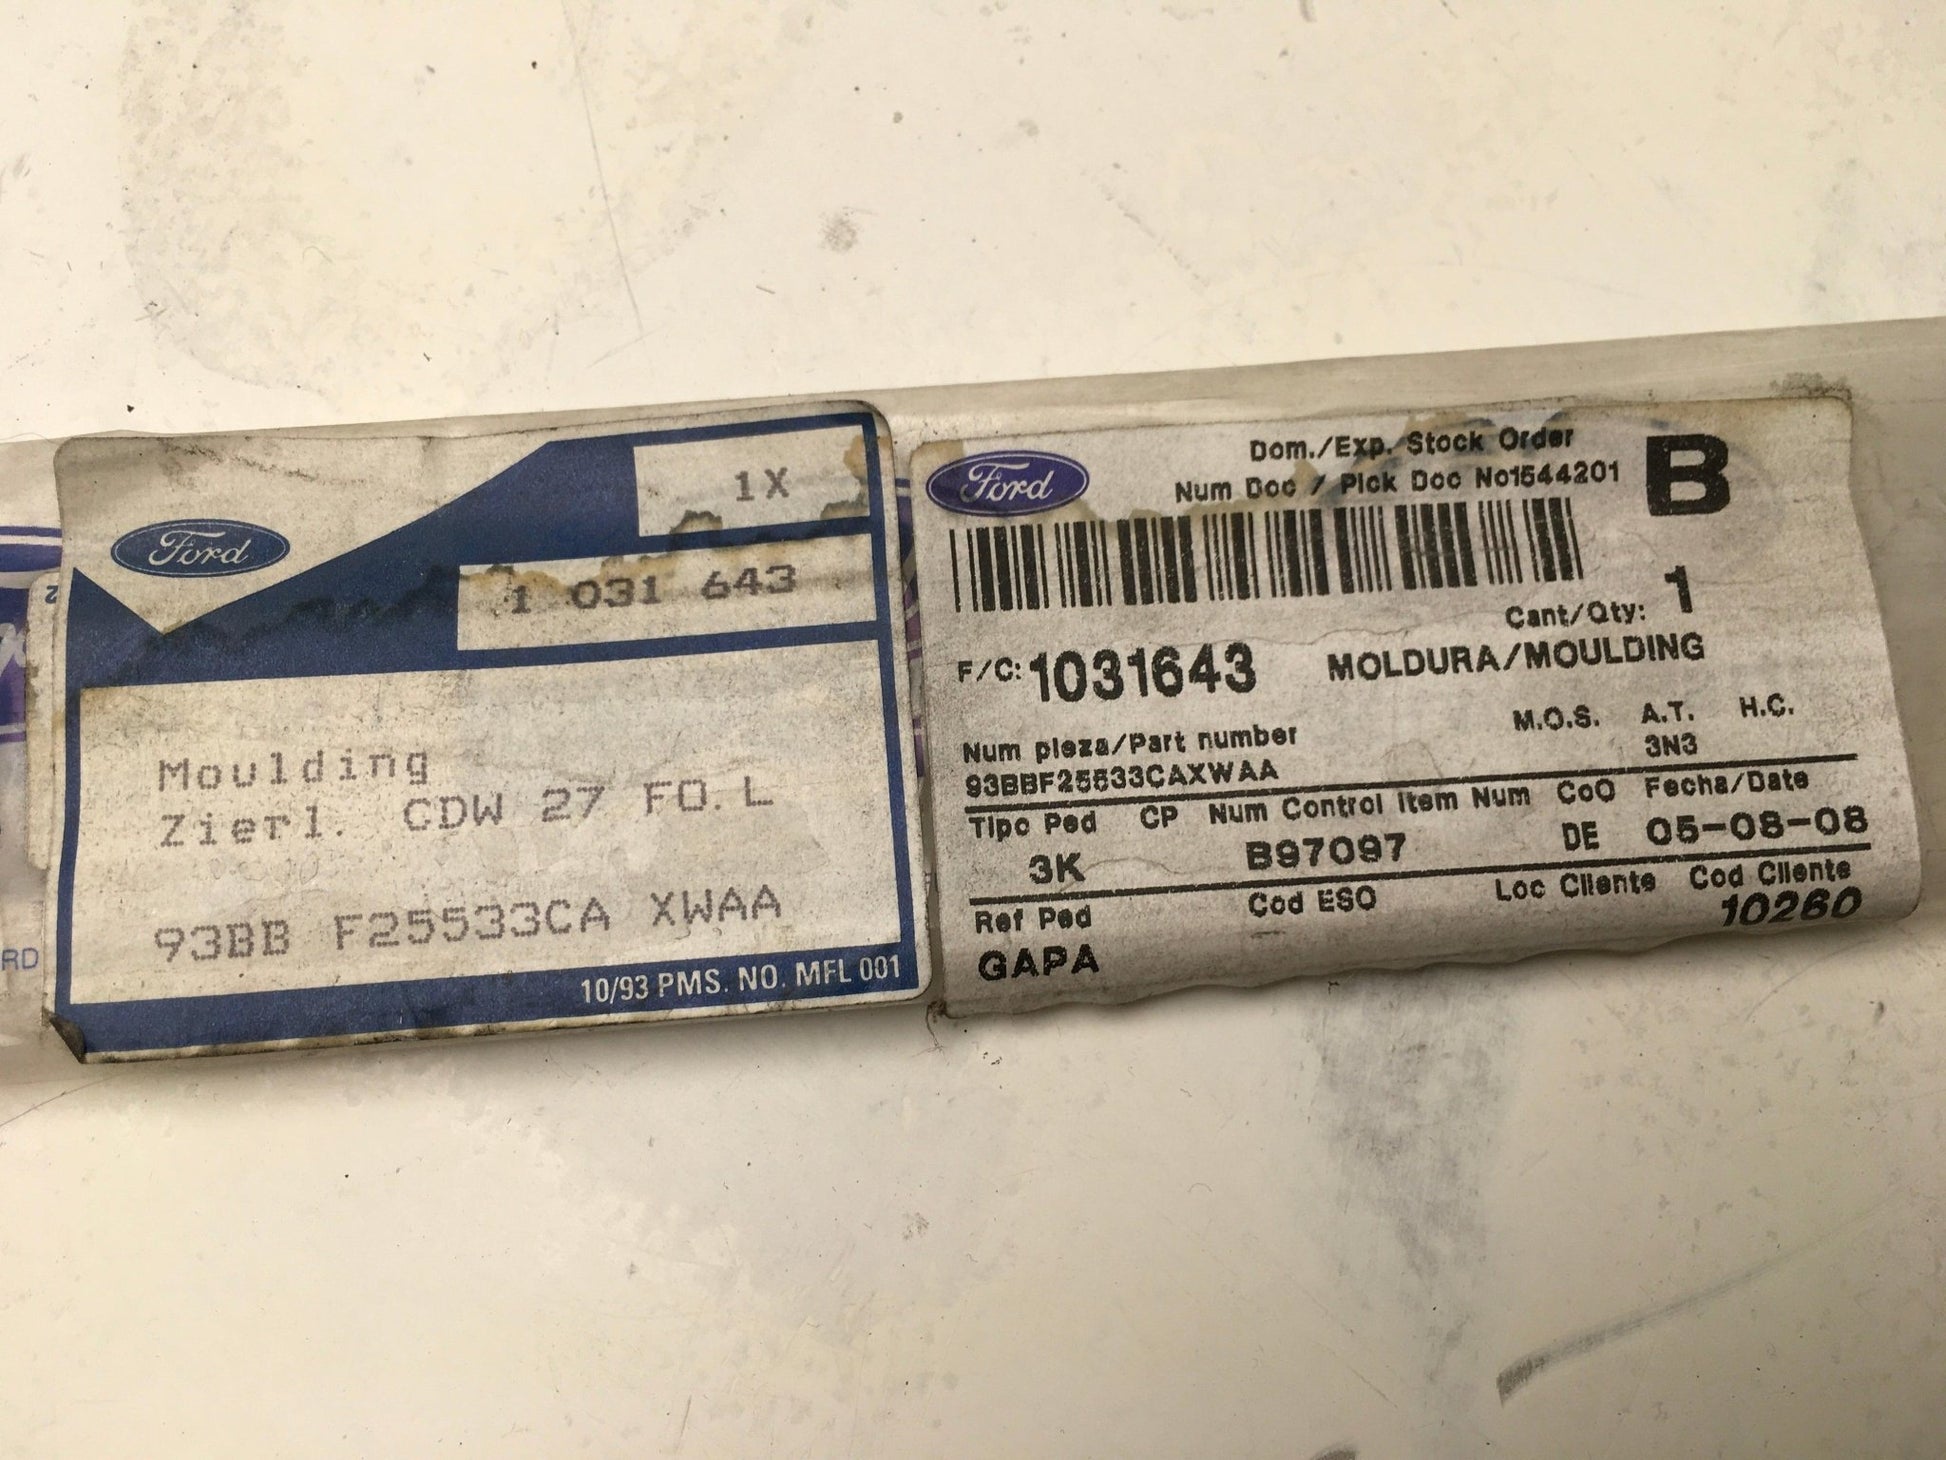 Ford
1X
1 031 643
Moulding
Zierl. CDW 27 FO.L
93BB F25533CA XWAA
10/93 PMS. NO. MFL 001
RD
2
Ford
Dom./Exp. Stock Order
Num Doc / Pick Doc No1544201
B
Cant/Qty: 1
F/C: 1031643 MOLDURA/MOULDING
M.O.S. A.T. H.C.
Num pieza/Part number
3N3
93BBF25533CAXWAA
Tipo Ped CP Num Control Item Num CoO Fecha/Date
3K B97097 DE 05-08-08
Ref Ped Cod ESO Loc Cliente Cod Cliente
GAPA 10260